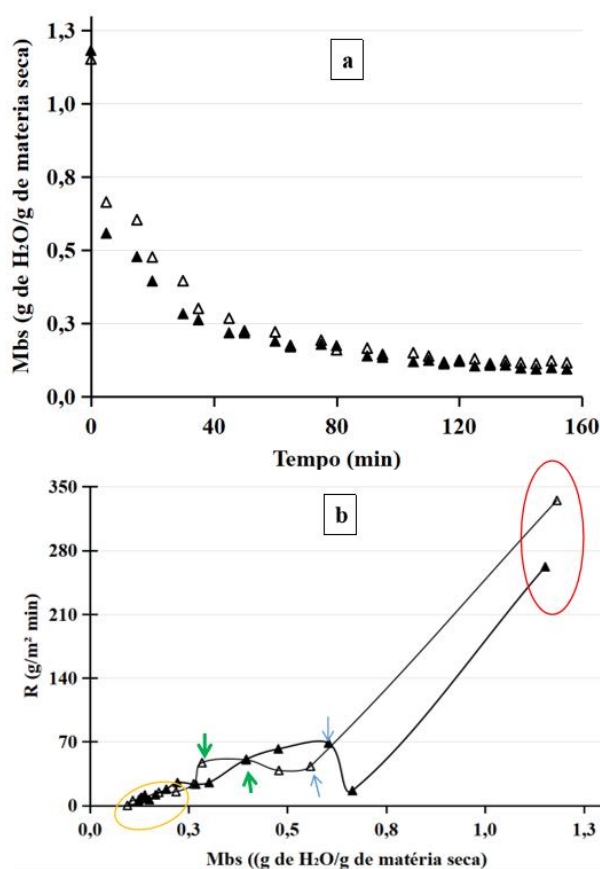 1,3
1,0
0,8
0,5
0,3
0,0
Mbs (g de H₂O/g de materia seca)
a
0 40 80 120 160
Tempo (min)
350
280
210
140
70
0
R (g/m² min)
b
0,0 0,3 0,5 0,8 1,0 1,3
Mbs ((g de H₂O/g de matéria seca)